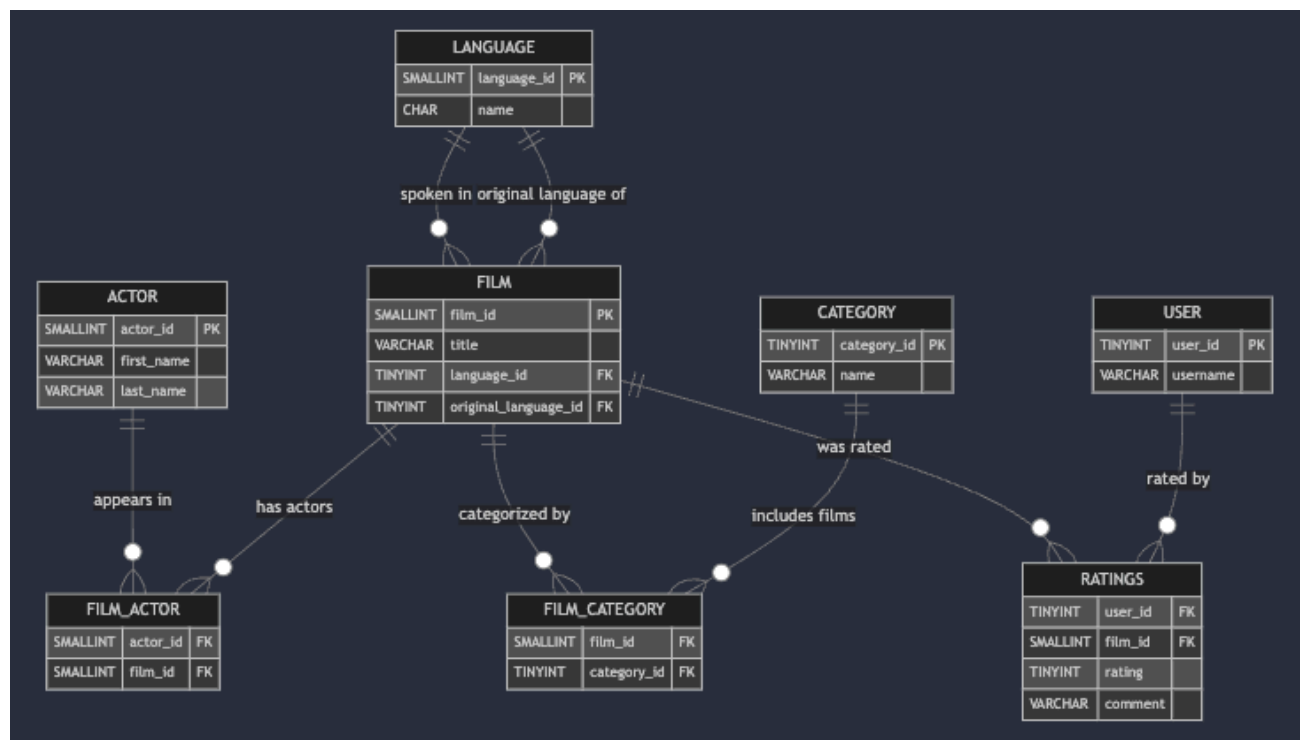 LANGUAGE
SMALLINT language_id PK
CHAR name
spoken in original language of
ACTOR
SMALLINT actor_id PK
VARCHAR first_name
VARCHAR last_name
FILM
SMALLINT film_id PK
VARCHAR title
TINYINT language_id FK
TINYINT original_language_id FK
CATEGORY
TINYINT category_id PK
VARCHAR name
USER
TINYINT user_id PK
VARCHAR username
appears in
has actors
categorized by
was rated
includes films
rated by
FILM_ACTOR
SMALLINT actor_id FK
SMALLINT film_id FK
FILM_CATEGORY
SMALLINT film_id FK
TINYINT category_id FK
RATINGS
TINYINT user_id FK
SMALLINT film_id FK
TINYINT rating
VARCHAR comment